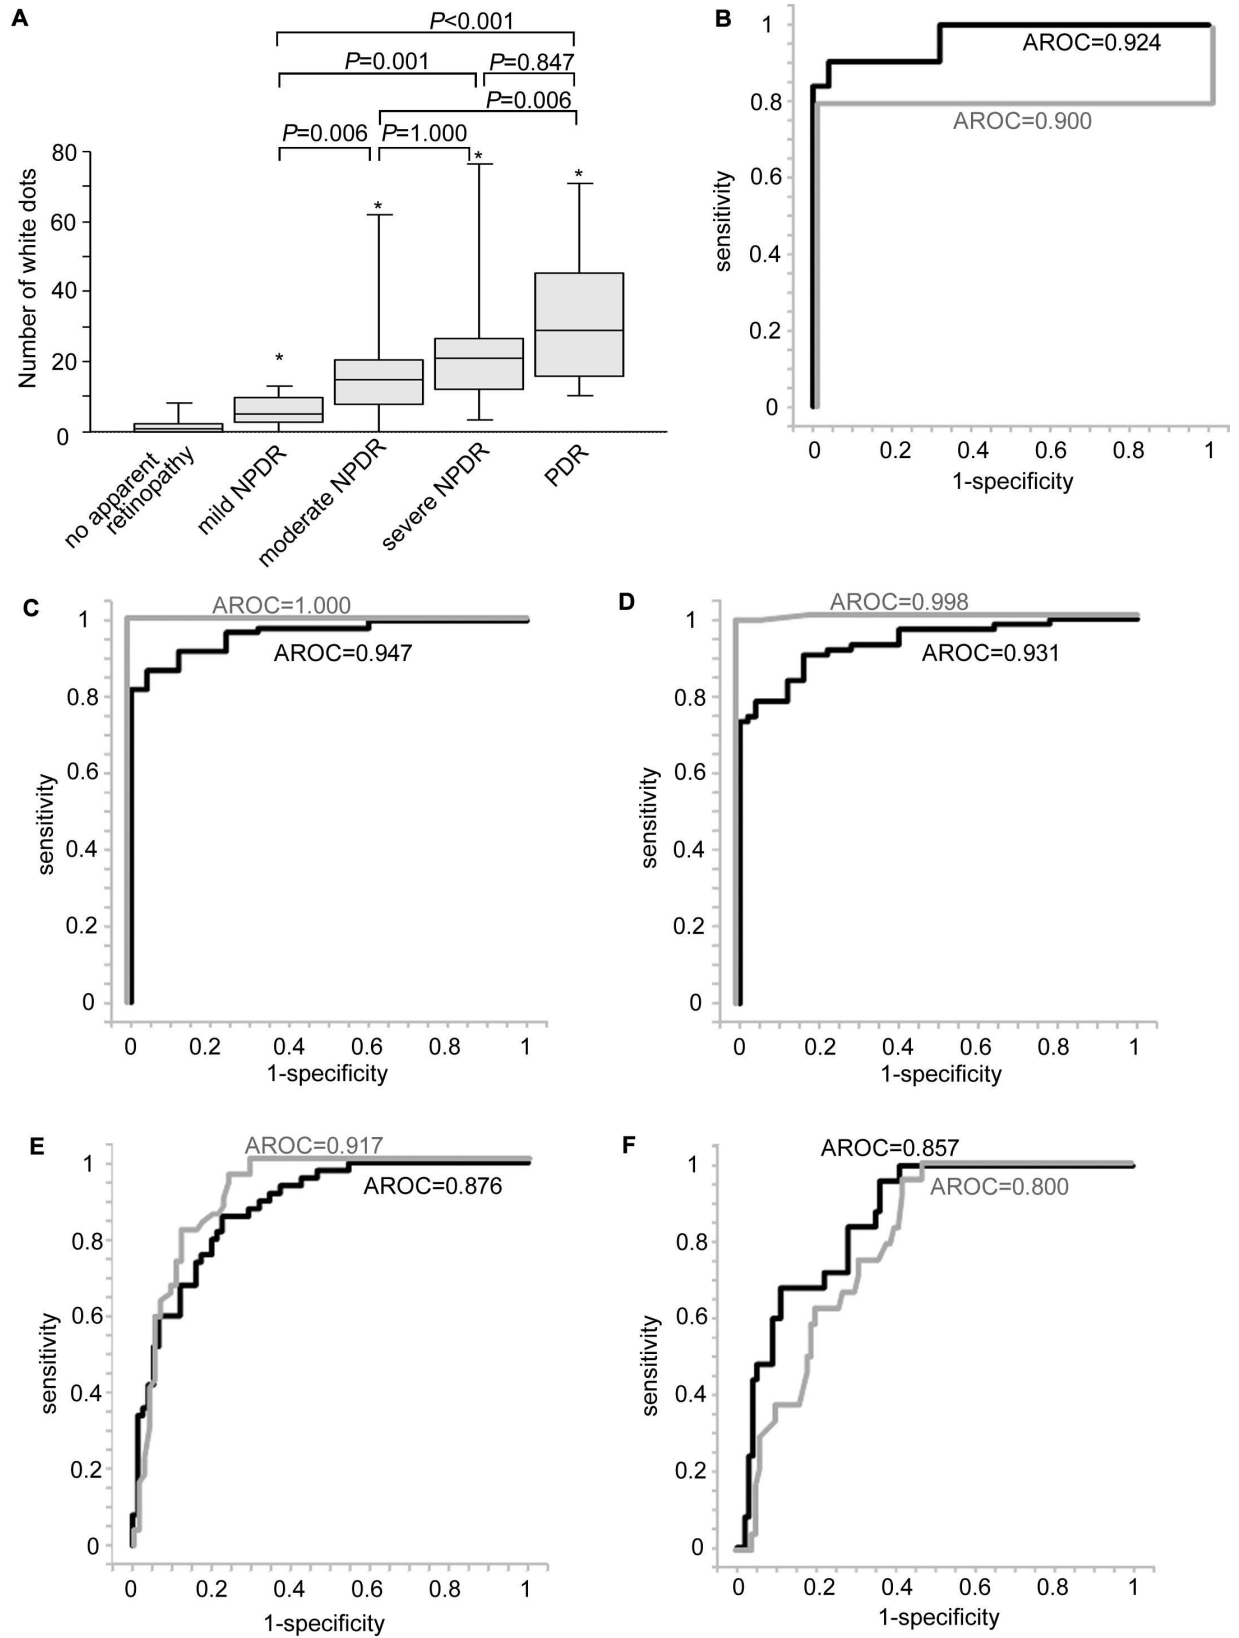 A
P<0.001
P=0.001
P=0.847
P=0.006
P=0.006
P=1.000
Number of white dots
80
60
40
20
0
*
*
*
*
no apparent
retinopathy
mild NPDR
moderate NPDR
severe NPDR
PDR
B
AROC=0.924
AROC=0.900
sensitivity
1
0.8
0.6
0.4
0.2
0
0 0.2 0.4 0.6 0.8 1
1-specificity
C
AROC=1.000
AROC=0.947
sensitivity
1
0.8
0.6
0.4
0.2
0
0 0.2 0.4 0.6 0.8 1
1-specificity
D
AROC=0.998
AROC=0.931
sensitivity
1
0.8
0.6
0.4
0.2
0
0 0.2 0.4 0.6 0.8 1
1-specificity
E
AROC=0.917
AROC=0.876
sensitivity
1
0.8
0.6
0.4
0.2
0
0 0.2 0.4 0.6 0.8 1
1-specificity
F
AROC=0.857
AROC=0.800
sensitivity
1
0.8
0.6
0.4
0.2
0
0 0.2 0.4 0.6 0.8 1
1-specificity